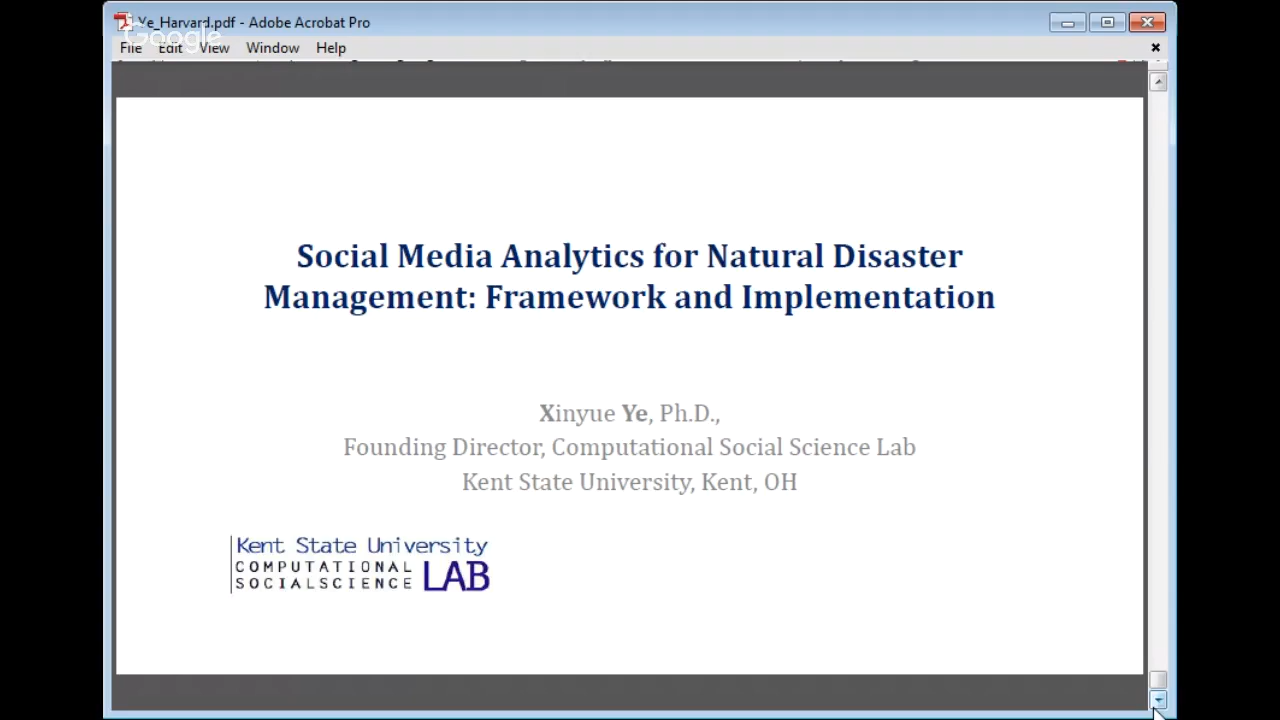 Ye_Harvard.pdf - Adobe Acrobat Pro
Google
File Edit View Window Help
Social Media Analytics for Natural Disaster
Management: Framework and Implementation
Xinyue Ye, Ph.D.,
Founding Director, Computational Social Science Lab
Kent State University, Kent, OH
Kent State University
COMPUTATIONAL
SOCIALSCIENCE LAB